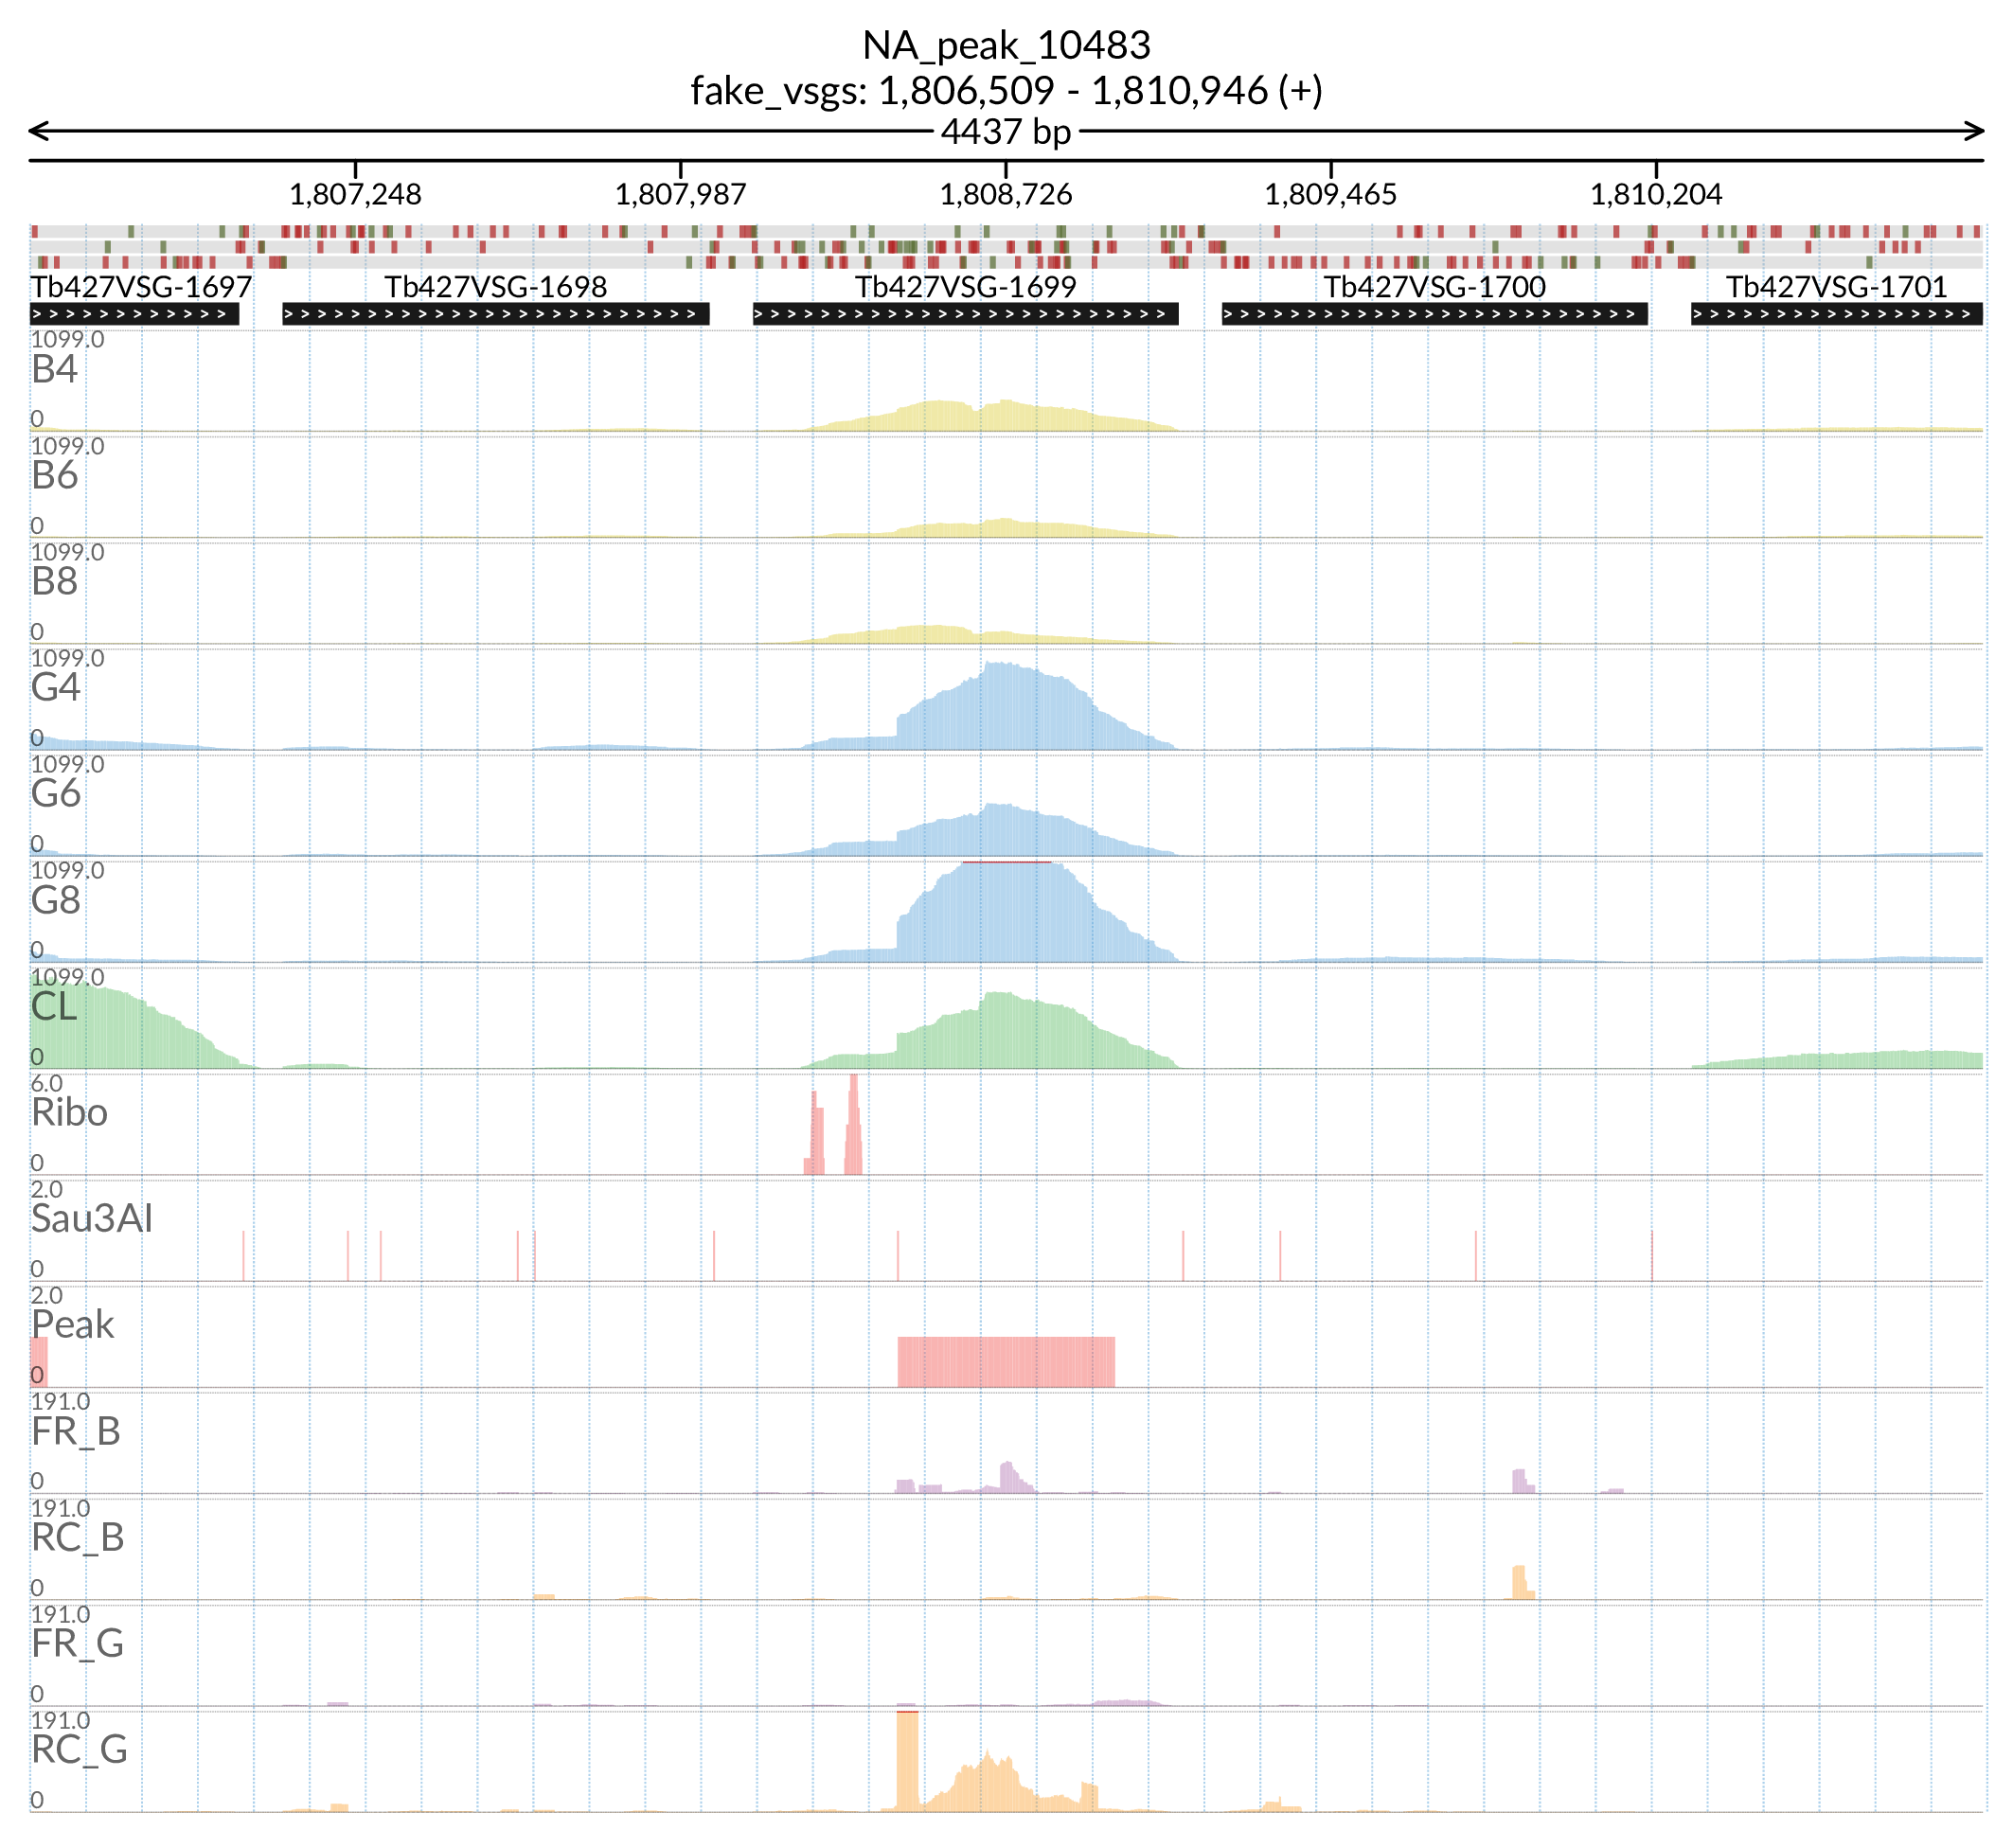 NA_peak_10483
fake_vsgs: 1,806,509 - 1,810,946 (+)
4437 bp
1,807,248 1,807,987 1,808,726 1,809,465 1,810,204
Tb427VSG-1697 Tb427VSG-1698 Tb427VSG-1699 Tb427VSG-1700 Tb427VSG-1701
1099.0
B4
0
1099.0
B6
0
1099.0
B8
0
1099.0
G4
0
1099.0
G6
0
1099.0
G8
0
1099.0
CL
0
6.0
Ribo
0
2.0
Sau3AI
0
2.0
Peak
0
191.0
FR_B
0
191.0
RC_B
0
191.0
FR_G
0
191.0
RC_G
0